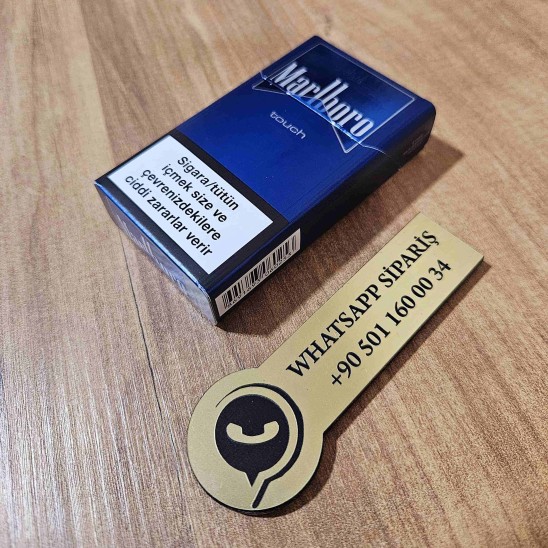 Marlboro
touch
Sigara/tütün
içmek size ve
çevrenizdekilere
ciddi zararlar verir
WHATSAPP SİPARİŞ
+90 501 160 00 34